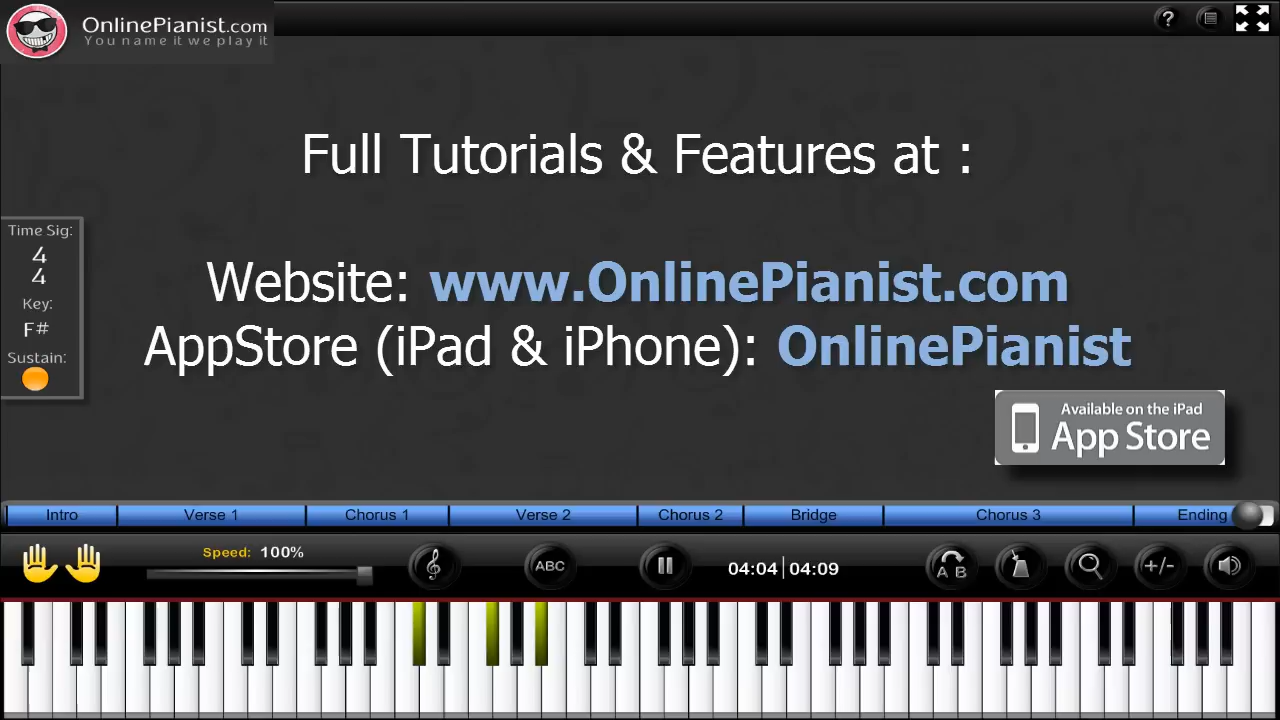 OnlinePianist.com
You name it we play it
?
Full Tutorials & Features at :
Website: www.OnlinePianist.com
AppStore (iPad & iPhone): OnlinePianist
Time Sig:
4
4
Key:
F#
Sustain:
Available on the iPad
App Store
Intro Verse 1 Chorus 1 Verse 2 Chorus 2 Bridge Chorus 3 Ending
Speed: 100%
ABC
04:04|04:09
A B
+/-